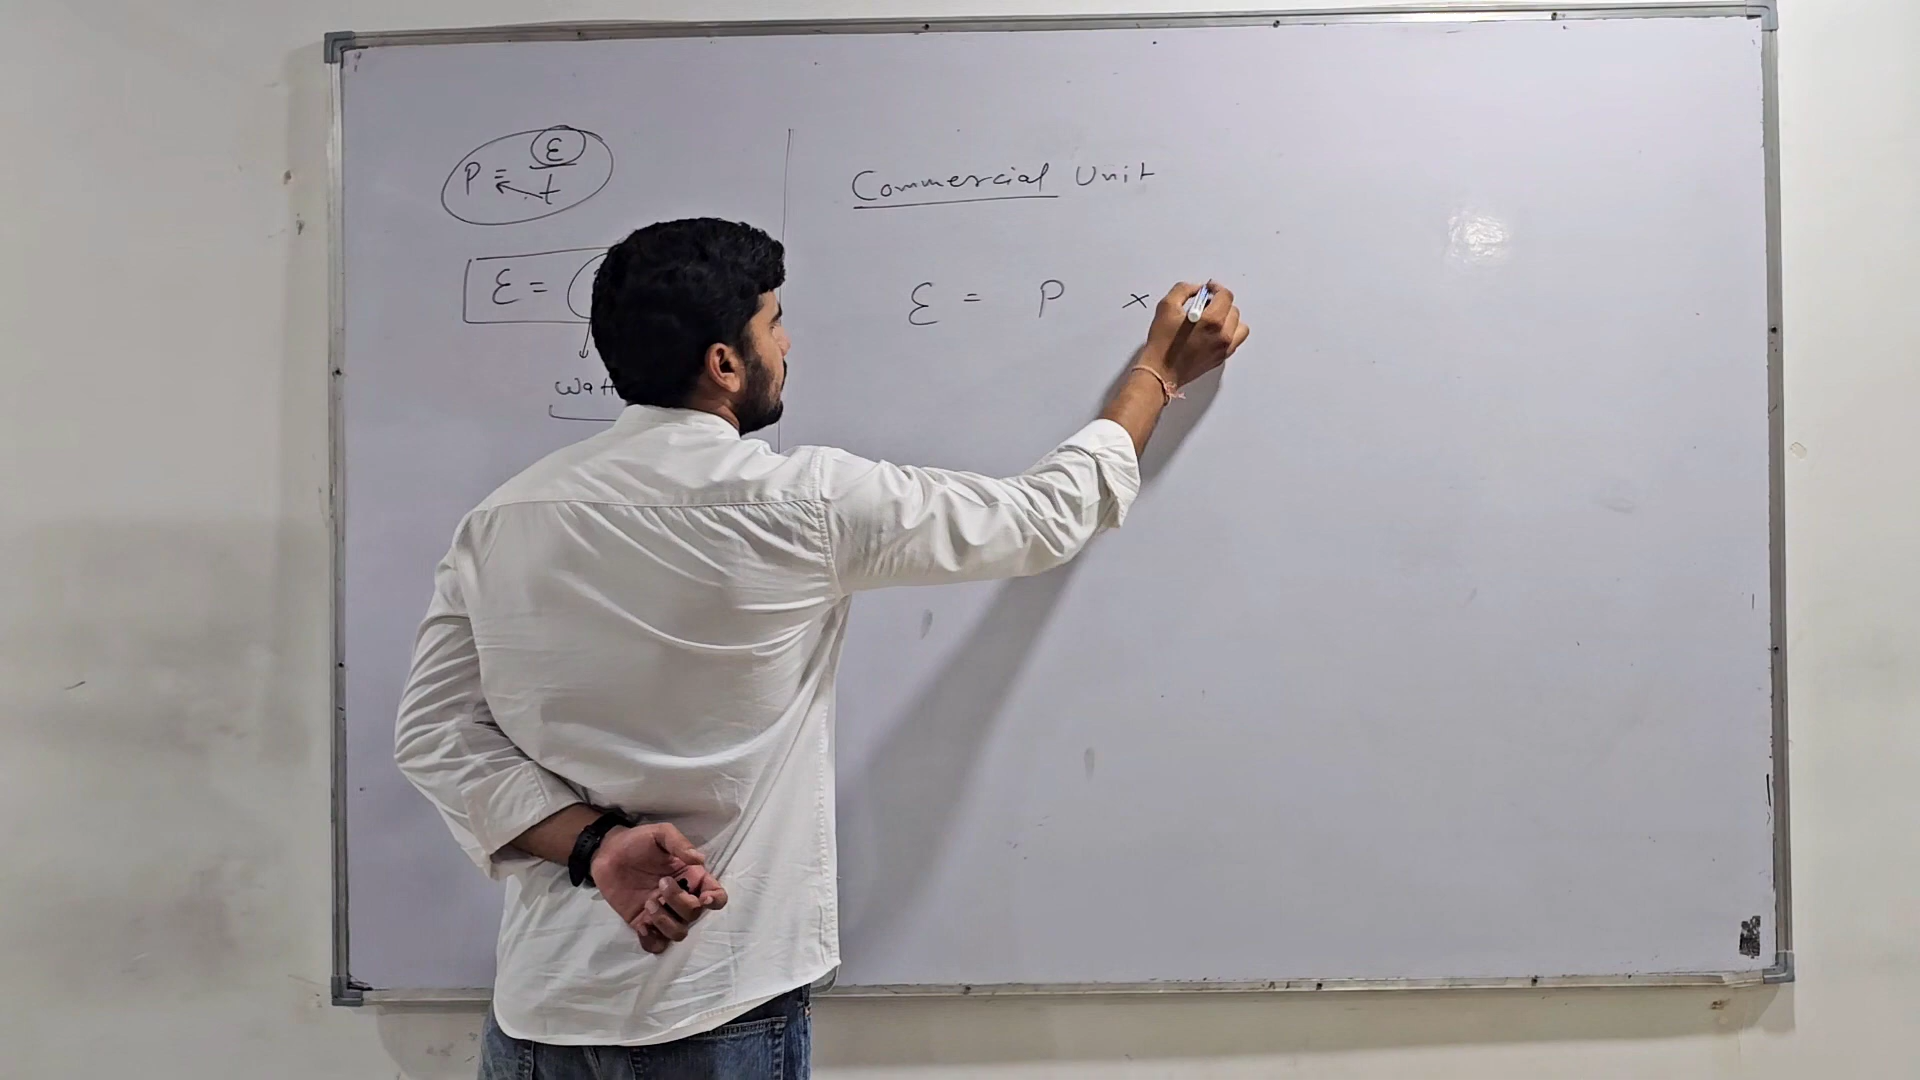 P = E/t
E =
Commercial Unit
E = P ×